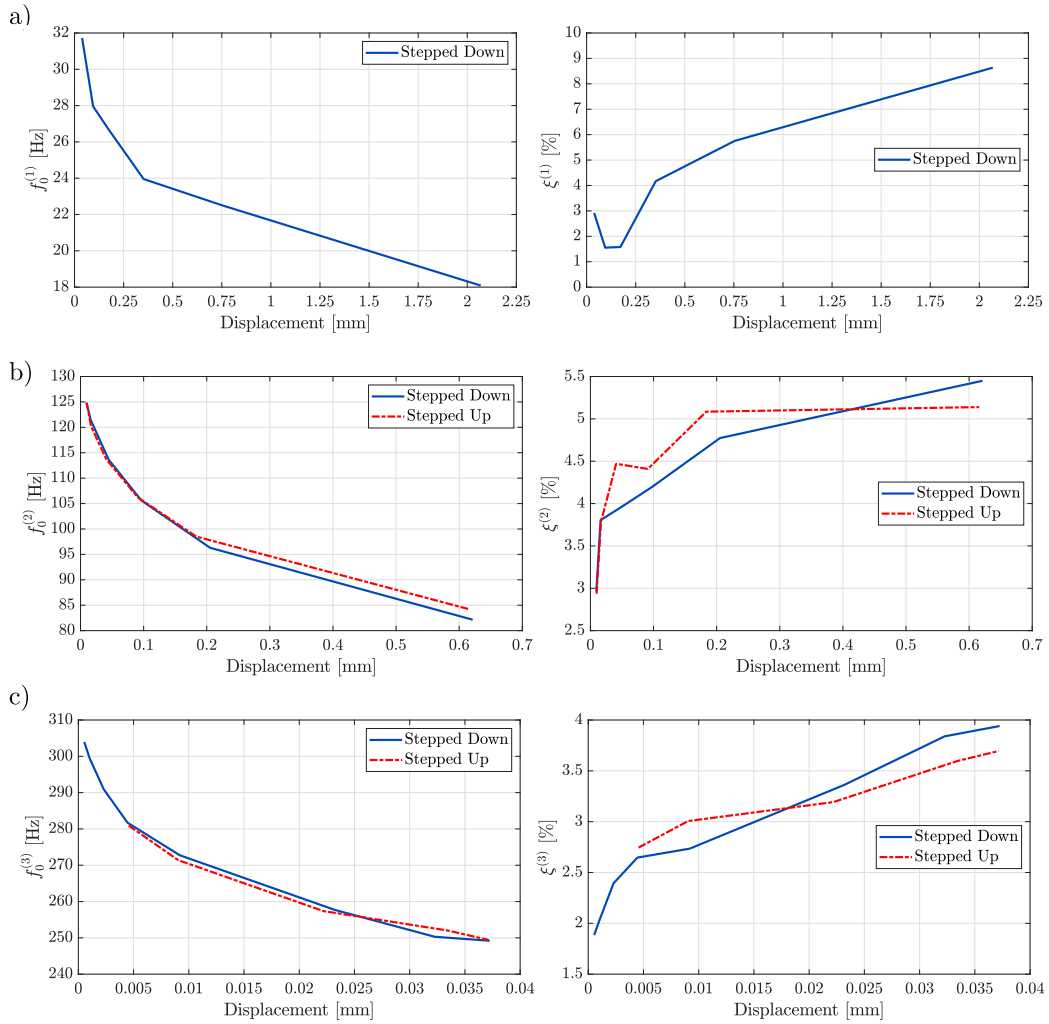 a)
32
30
28
26
24
22
20
18
f₀⁽¹⁾ [Hz]
Stepped Down
0 0.25 0.5 0.75 1 1.25 1.5 1.75 2 2.25
Displacement [mm]
10
9
8
7
6
5
4
3
2
1
0
ξ⁽¹⁾ [%]
Stepped Down
0 0.25 0.5 0.75 1 1.25 1.5 1.75 2 2.25
Displacement [mm]
b)
130
125
120
115
110
105
100
95
90
85
80
f₀⁽²⁾ [Hz]
Stepped Down
Stepped Up
0 0.1 0.2 0.3 0.4 0.5 0.6 0.7
Displacement [mm]
5.5
5
4.5
4
3.5
3
2.5
ξ⁽²⁾ [%]
Stepped Down
Stepped Up
0 0.1 0.2 0.3 0.4 0.5 0.6 0.7
Displacement [mm]
c)
310
300
290
280
270
260
250
240
f₀⁽³⁾ [Hz]
Stepped Down
Stepped Up
0 0.005 0.01 0.015 0.02 0.025 0.03 0.035 0.04
Displacement [mm]
4
3.5
3
2.5
2
1.5
ξ⁽³⁾ [%]
Stepped Down
Stepped Up
0 0.005 0.01 0.015 0.02 0.025 0.03 0.035 0.04
Displacement [mm]